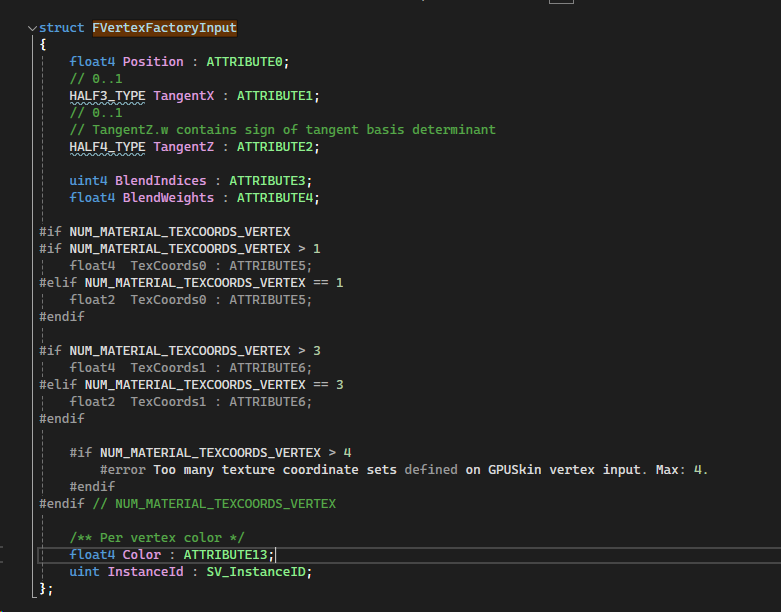 struct FVertexFactoryInput
{
float4 Position : ATTRIBUTE0;
// 0..1
HALF3_TYPE TangentX : ATTRIBUTE1;
// 0..1
// TangentZ.w contains sign of tangent basis determinant
HALF4_TYPE TangentZ : ATTRIBUTE2;
uint4 BlendIndices : ATTRIBUTE3;
float4 BlendWeights : ATTRIBUTE4;
#if NUM_MATERIAL_TEXCOORDS_VERTEX
#if NUM_MATERIAL_TEXCOORDS_VERTEX > 1
float4  TexCoords0 : ATTRIBUTE5;
#elif NUM_MATERIAL_TEXCOORDS_VERTEX == 1
float2  TexCoords0 : ATTRIBUTE5;
#endif
#if NUM_MATERIAL_TEXCOORDS_VERTEX > 3
float4  TexCoords1 : ATTRIBUTE6;
#elif NUM_MATERIAL_TEXCOORDS_VERTEX == 3
float2  TexCoords1 : ATTRIBUTE6;
#endif
#if NUM_MATERIAL_TEXCOORDS_VERTEX > 4
#error Too many texture coordinate sets defined on GPUSkin vertex input. Max: 4.
#endif
#endif // NUM_MATERIAL_TEXCOORDS_VERTEX
/** Per vertex color */
float4 Color : ATTRIBUTE13;
uint InstanceId : SV_InstanceID;
};